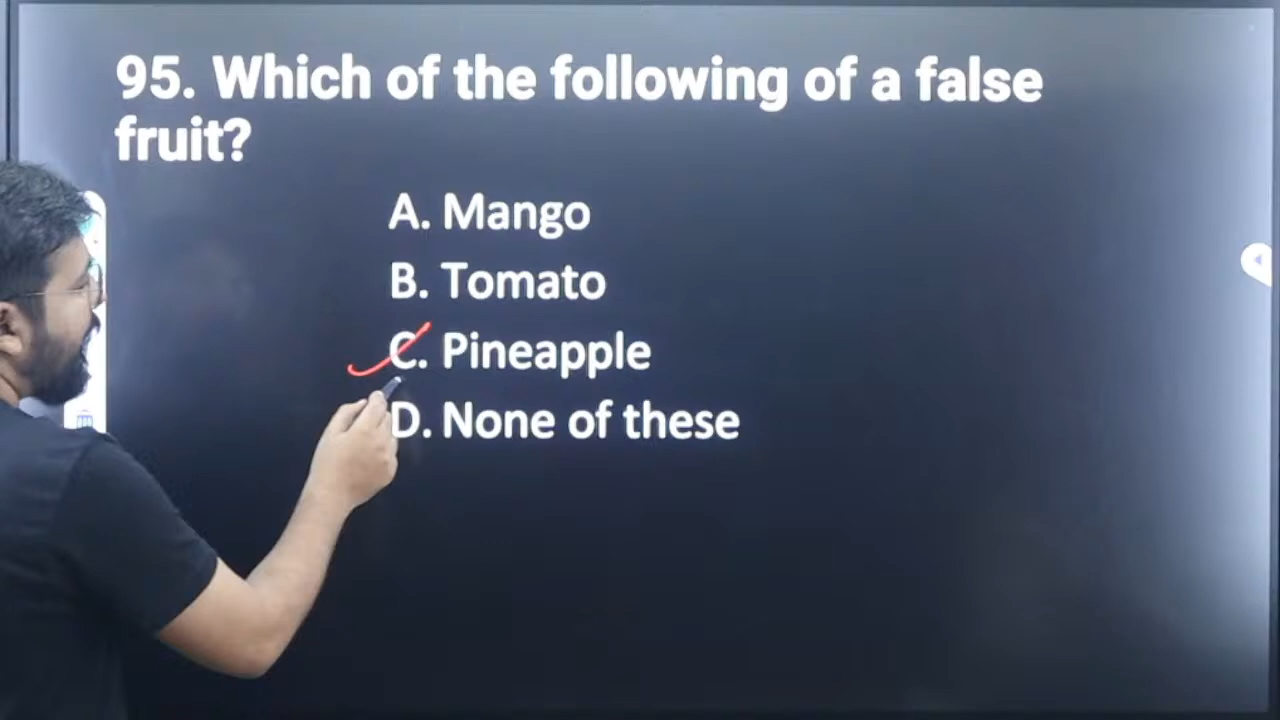 95. Which of the following of a false
fruit?
A. Mango
B. Tomato
C. Pineapple
D. None of these